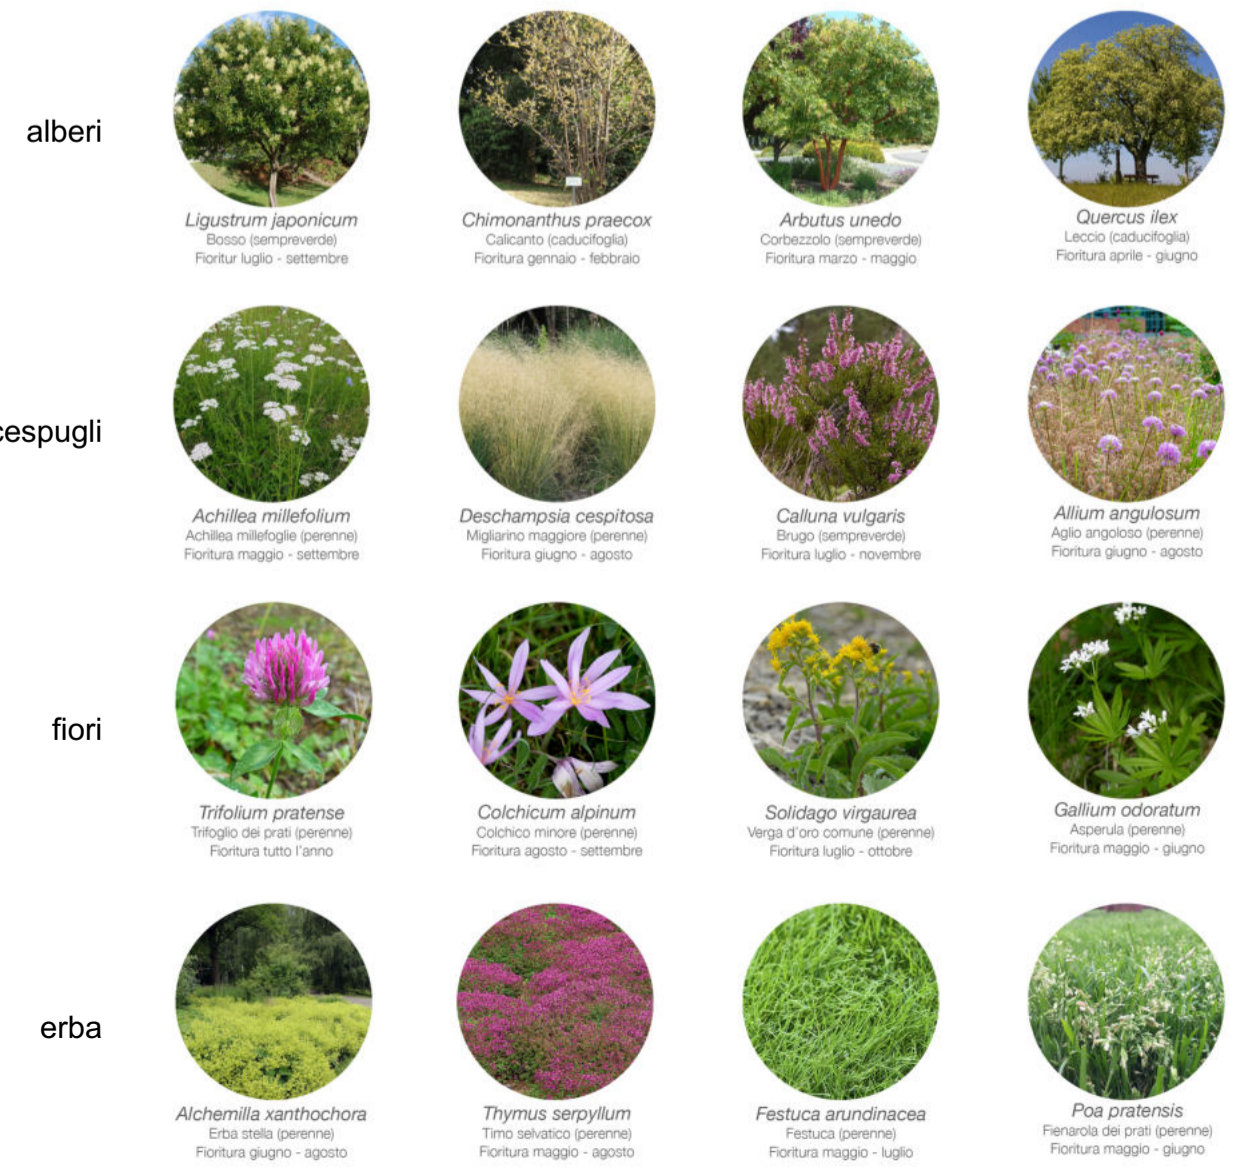 alberi
Ligustrum japonicum
Bosso (sempreverde)
Fioritur luglio - settembre
Chimonanthus praecox
Calicanto (caducifoglia)
Fioritura gennaio - febbraio
Arbutus unedo
Corbezzolo (sempreverde)
Fioritura marzo - maggio
Quercus ilex
Leccio (caducifoglia)
Fioritura aprile - giugno
cespugli
Achillea millefolium
Achillea millefoglie (perenne)
Fioritura maggio - settembre
Deschampsia cespitosa
Migliarino maggiore (perenne)
Fioritura giugno - agosto
Calluna vulgaris
Brugo (sempreverde)
Fioritura luglio - novembre
Allium angulosum
Aglio angoloso (perenne)
Fioritura giugno - agosto
fiori
Trifolium pratense
Trifoglio dei prati (perenne)
Fioritura tutto l'anno
Colchicum alpinum
Colchico minore (perenne)
Fioritura agosto - settembre
Solidago virgaurea
Verga d'oro comune (perenne)
Fioritura luglio - ottobre
Gallium odoratum
Asperula (perenne)
Fioritura maggio - giugno
erba
Alchemilla xanthochora
Erba stella (perenne)
Fioritura giugno - agosto
Thymus serpyllum
Timo selvatico (perenne)
Fioritura maggio - agosto
Festuca arundinacea
Festuca (perenne)
Fioritura maggio - luglio
Poa pratensis
Fienarola dei prati (perenne)
Fioritura maggio - giugno